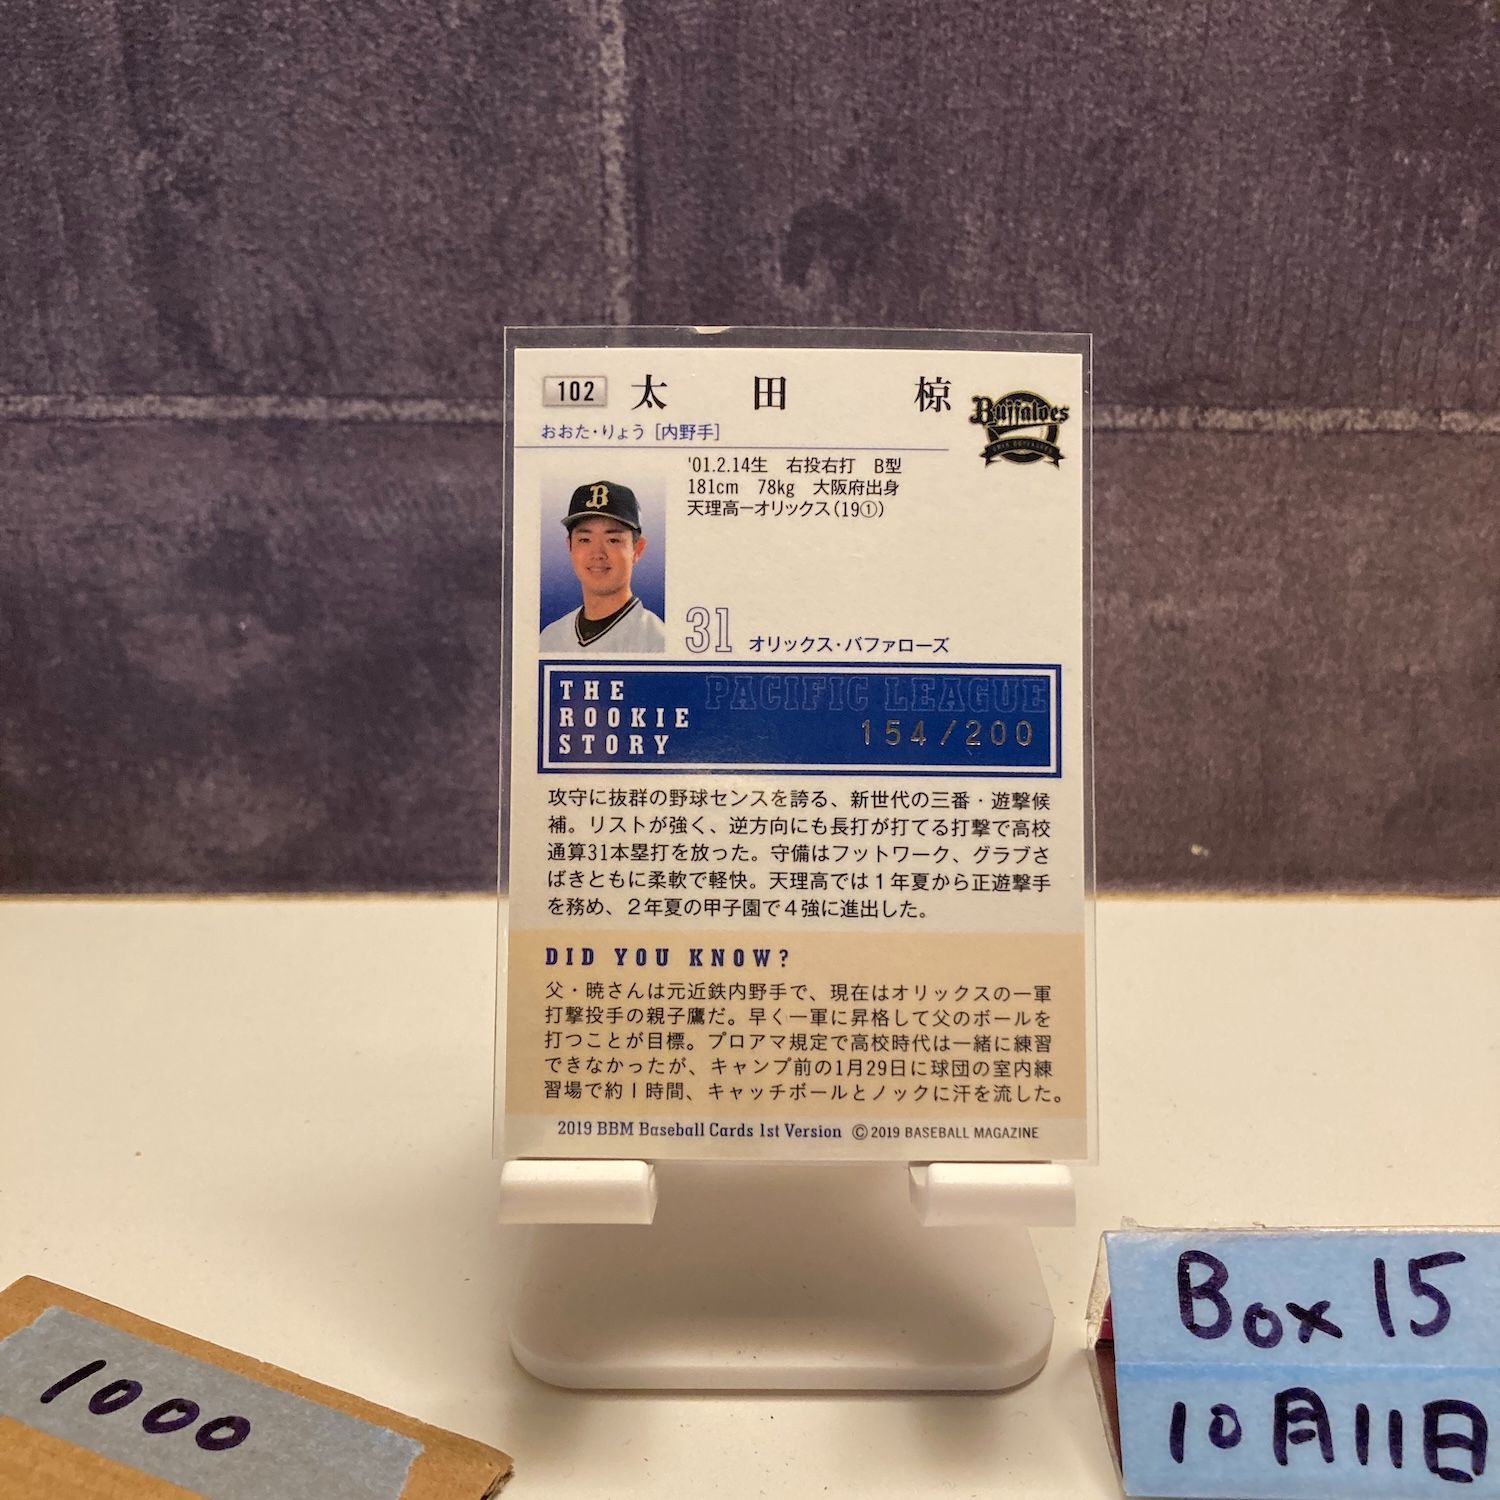 102 太田 椋
Buffaloes
おおた・りょう [内野手]
'01.2.14生 右投右打 B型
181cm 78kg 大阪府出身
天理高ーオリックス(19①)
B
31 オリックス・バファローズ
THE
ROOKIE
STORY
PACIFIC LEAGUE
154/200
攻守に抜群の野球センスを誇る、新世代の三番・遊撃候
補。リストが強く、逆方向にも長打が打てる打撃で高校
通算31本塁打を放った。守備はフットワーク、グラブさ
ばきともに柔軟で軽快。天理高では1年夏から正遊撃手
を務め、2年夏の甲子園で4強に進出した。
DID YOU KNOW?
父・暁さんは元近鉄内野手で、現在はオリックスの一軍
打撃投手の親子鷹だ。早く一軍に昇格して父のボールを
打つことが目標。プロアマ規定で高校時代は一緒に練習
できなかったが、キャンプ前の1月29日に球団の室内練
習場で約1時間、キャッチボールとノックに汗を流した。
2019 BBM Baseball Cards 1st Version ©2019 BASEBALL MAGAZINE
1000
Box 15
10月11日